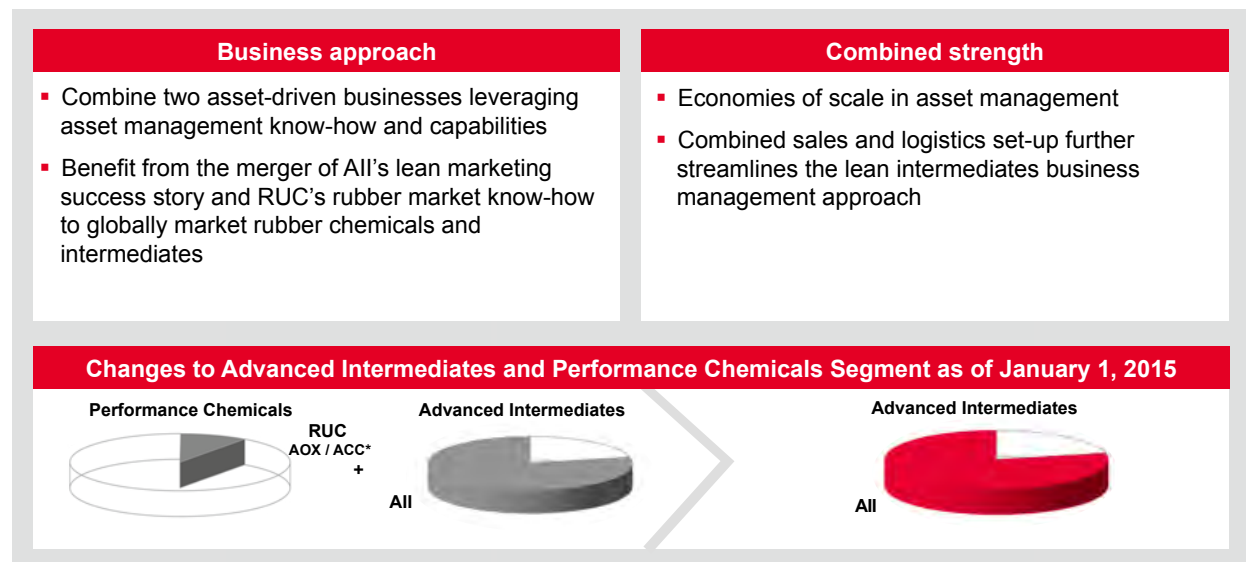 Business approach
▪ Combine two asset-driven businesses leveraging
asset management know-how and capabilities
▪ Benefit from the merger of AII’s lean marketing
success story and RUC’s rubber market know-how
to globally market rubber chemicals and
intermediates
Combined strength
▪ Economies of scale in asset management
▪ Combined sales and logistics set-up further
streamlines the lean intermediates business
management approach
Changes to Advanced Intermediates and Performance Chemicals Segment as of January 1, 2015
Performance Chemicals
RUC
AOX / ACC*
+
Advanced Intermediates
AII
Advanced Intermediates
AII